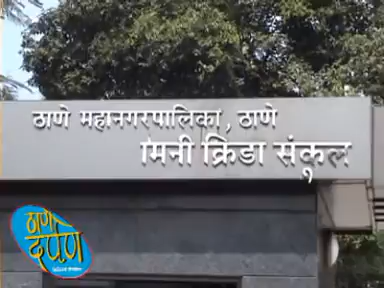 ठाणे महानगरपालिका, ठाणे
मिनी क्रिडा संकूल
ठाणे
दर्पण